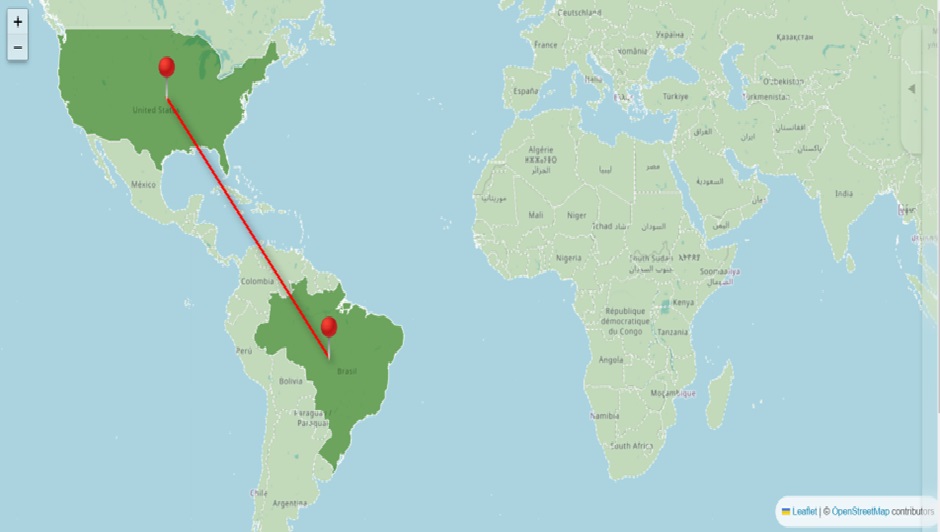 +
−
Deutschland
Україна
Қазақстан
France
România
Italia
España
Türkiye
افغانستان
العراق
ایران
پاکستان
Algérie
ⵍⵣⵣⴰⵢⴻⵔ
الجزائر
ليبيا
مصر
السعودية
عمان
India
موريتانيا
اليمن
Mali
Niger
Tchad تشاد
السودان
Nigeria
South Sudan
جنوب السودان
Soomaaliya
الصومال
Kenya
République
démocratique
du Congo
Tanzania
Angola
Moçambique
Namibia
South Africa
United States
México
Colombia
Perú
Brasil
Bolivia
Paraguay /
Paraguái
Chile
Argentina
Leaflet | © OpenStreetMap contributors